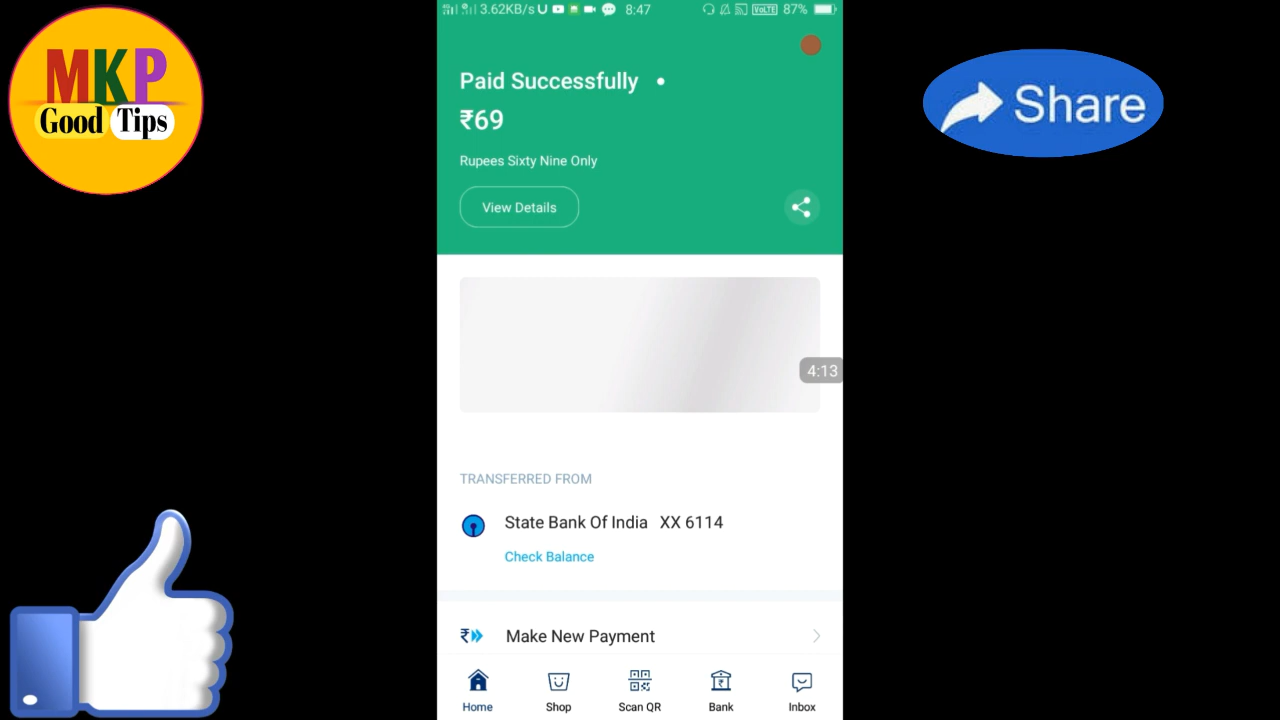 MKP
Good Tips
3.62KB/s
8:47
VoLTE
87%
Paid Successfully
₹69
Rupees Sixty Nine Only
View Details
Share
4:13
TRANSFERRED FROM
State Bank Of India XX 6114
Check Balance
Make New Payment
Home
Shop
Scan QR
Bank
Inbox